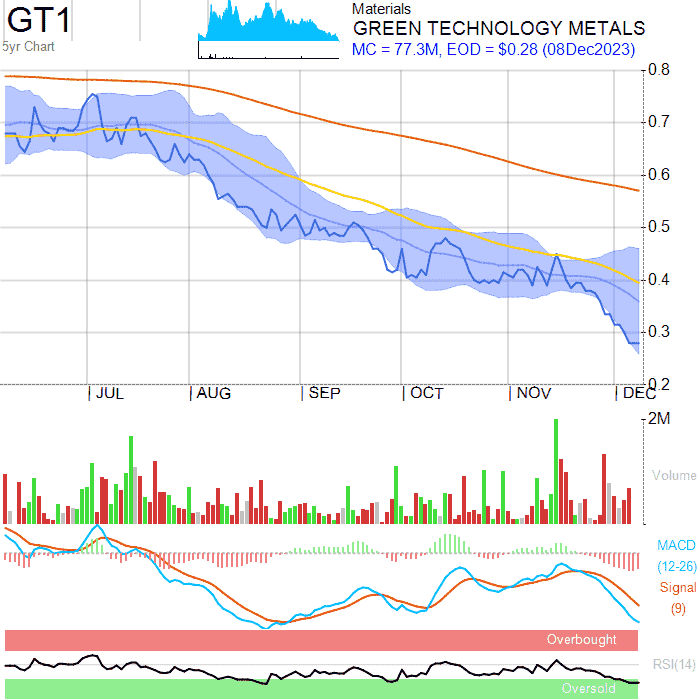 GT1
5yr Chart
Materials
GREEN TECHNOLOGY METALS
MC = 77.3M, EOD = $0.28 (08Dec2023)
0.8
0.7
0.6
0.5
0.4
0.3
0.2
JUL
AUG
SEP
OCT
NOV
DEC
2M
Volume
MACD
(12-26)
Signal
(9)
Overbought
RSI(14)
Oversold